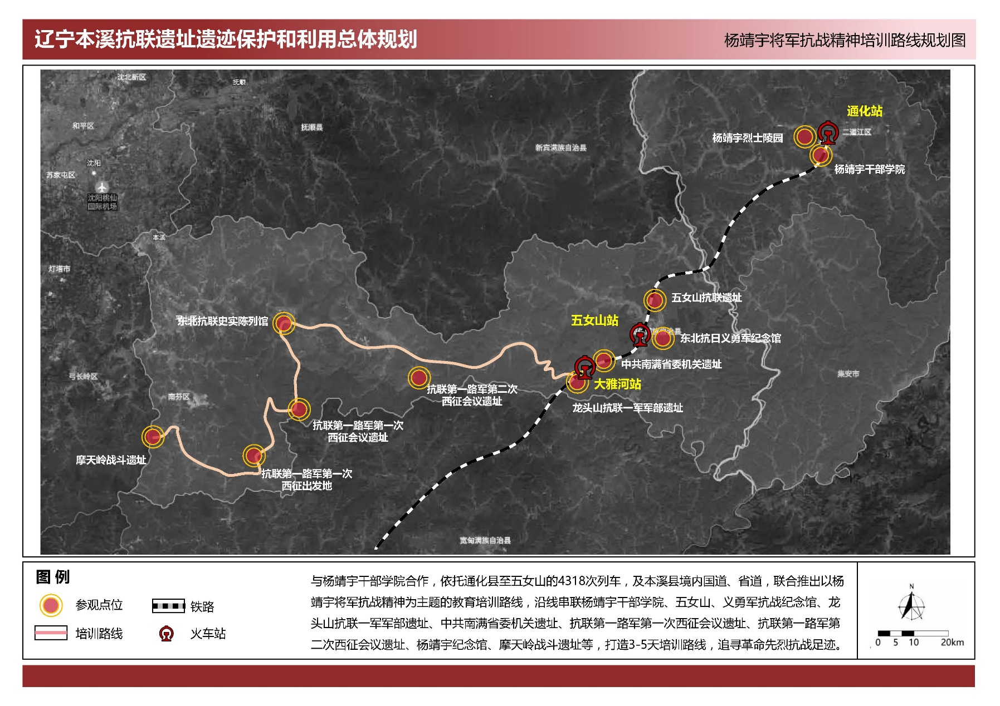 辽宁本溪抗联遗址遗迹保护和利用总体规划
杨靖宇将军抗战精神培训路线规划图
沈北新区
抚顺
和平区
抚顺县
通化站
二道江区
杨靖宇烈士陵园
新宾满族自治县
杨靖宇干部学院
沈阳
苏家屯区
沈阳桃仙
国际机场
本溪
灯塔市
五女山抗联遗址
五女山站
东北抗联史实陈列馆
东北抗日义勇军纪念馆
中共南满省委机关遗址
弓长岭区
集安市
大雅河站
抗联第一路军第二次
西征会议遗址
南芬区
龙头山抗联一军军部遗址
抗联第一路军第一次
西征会议遗址
摩天岭战斗遗址
抗联第一路军第一次
西征出发地
宽甸满族自治县
图例
参观点位
铁路
培训路线
火车站
与杨靖宇干部学院合作，依托通化县至五女山的4318次列车，及本溪县境内国道、省道，联合推出以杨
靖宇将军抗战精神为主题的教育培训路线，沿线串联杨靖宇干部学院、五女山、义勇军抗战纪念馆、龙
头山抗联一军军部遗址、中共南满省委机关遗址、抗联第一路军第一次西征会议遗址、抗联第一路军第
二次西征会议遗址、杨靖宇纪念馆、摩天岭战斗遗址等，打造3-5天培训路线，追寻革命先烈抗战足迹。
N
0 5 10 20km